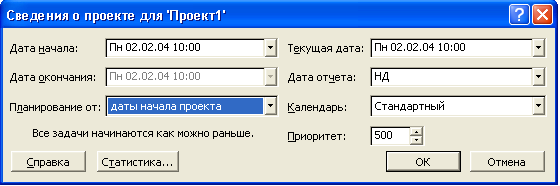 Сведения о проекте для 'Проект1'
Дата начала: Пн 02.02.04 10:00 Текущая дата: Пн 02.02.04 10:00
Дата окончания: Пн 02.02.04 10:00 Дата отчета: НД
Планирование от: даты начала проекта Календарь: Стандартный
Все задачи начинаются как можно раньше. Приоритет: 500
Справка Статистика... ОК Отмена